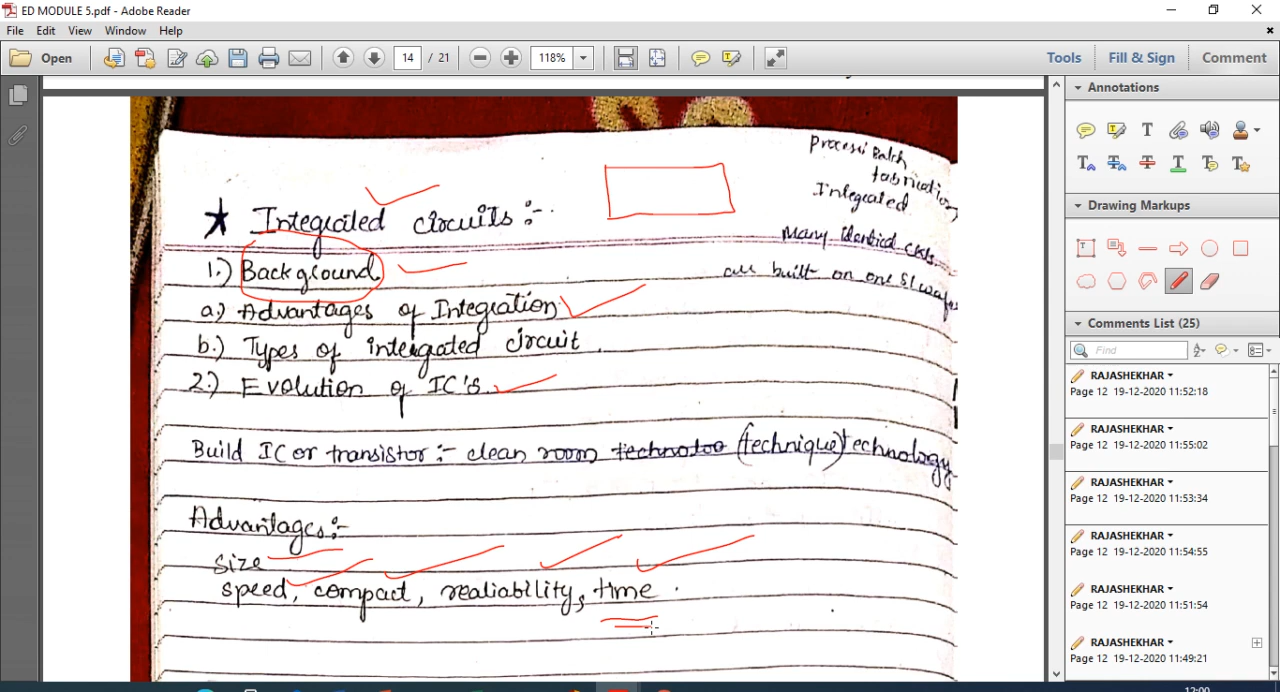 ED MODULE 5.pdf - Adobe Reader
File Edit View Window Help
Open 14 / 21 118% Tools Fill & Sign Comment
Annotations
Drawing Markups
Comments List (25)
Find
RAJASHEKHAR
Page 12 19-12-2020 11:52:18
RAJASHEKHAR
Page 12 19-12-2020 11:55:02
RAJASHEKHAR
Page 12 19-12-2020 11:53:34
RAJASHEKHAR
Page 12 19-12-2020 11:54:55
RAJASHEKHAR
Page 12 19-12-2020 11:51:54
RAJASHEKHAR
Page 12 19-12-2020 11:49:21
Batch
fabrication
Integrated
Many identical ckts
are built on one Si wafer
★ Integrated circuits :-
1.) Background
a.) Advantages of Integration
b.) Types of intergated circuit.
2.) Evolution of IC's.
Build IC or transistor :- clean room (technique) technology
Advantages :-
size
speed, compact, realiability, time.
12:00